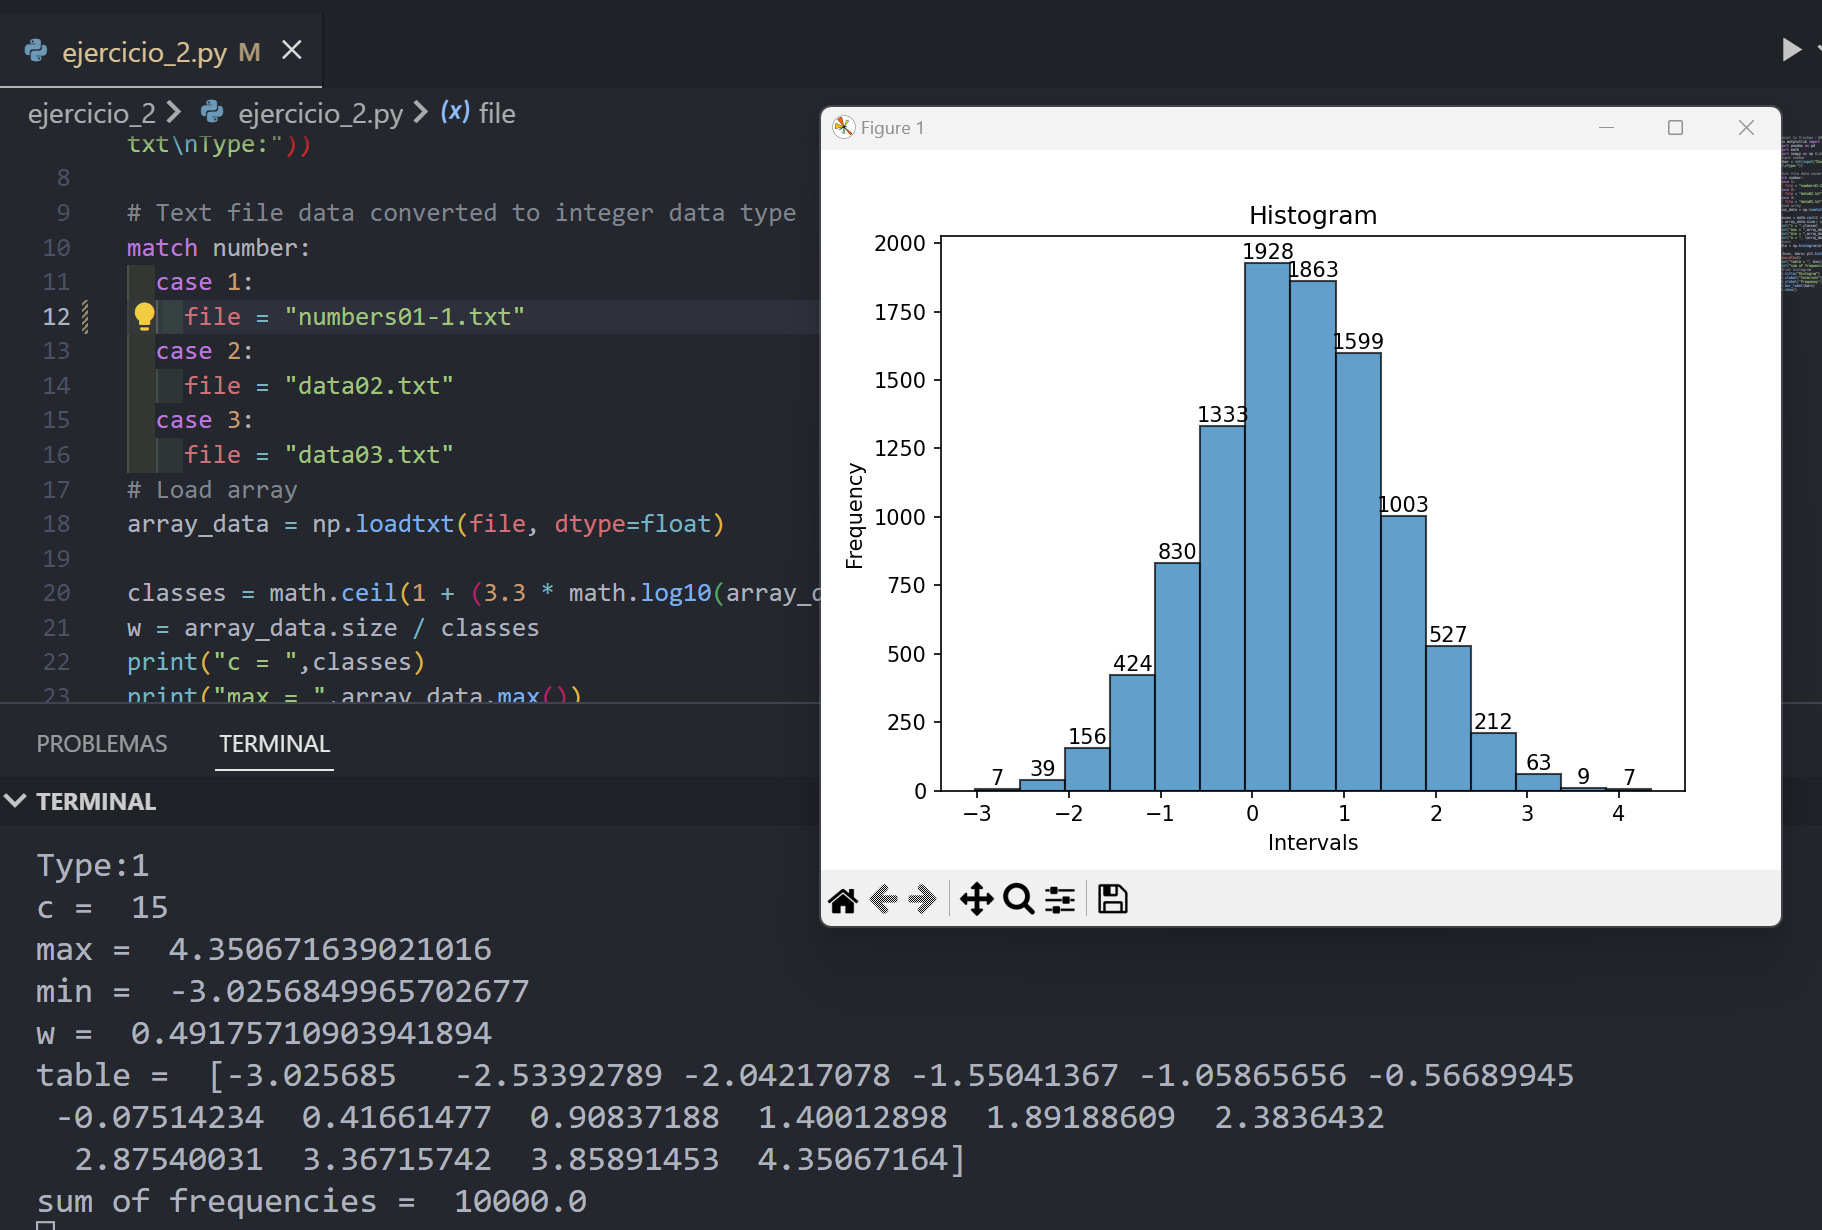 ejercicio_2.py M
ejercicio_2 > ejercicio_2.py > (x) file
txt\nType:"))
8
9 # Text file data converted to integer data type
10 match number:
11 case 1:
12 file = "numbers01-1.txt"
13 case 2:
14 file = "data02.txt"
15 case 3:
16 file = "data03.txt"
17 # Load array
18 array_data = np.loadtxt(file, dtype=float)
19
20 classes = math.ceil(1 + (3.3 * math.log10(array_d
21 w = array_data.size / classes
22 print("c = ",classes)
23 print("max = ",array_data.max())
PROBLEMAS TERMINAL
TERMINAL
Type:1
c =  15
max =  4.350671639021016
min =  -3.0256849965702677
w =  0.49175710903941894
table =  [-3.025685   -2.53392789 -2.04217078 -1.55041367 -1.05865656 -0.56689945
-0.07514234  0.41661477  0.90837188  1.40012898  1.89188609  2.3836432
2.87540031  3.36715742  3.85891453  4.35067164]
sum of frequencies =  10000.0
Figure 1
Histogram
Frequency
2000
1750
1500
1250
1000
750
500
250
0
7 39 156 424 830 1333 1928 1863 1599 1003 527 212 63 9 7
−3 −2 −1 0 1 2 3 4
Intervals